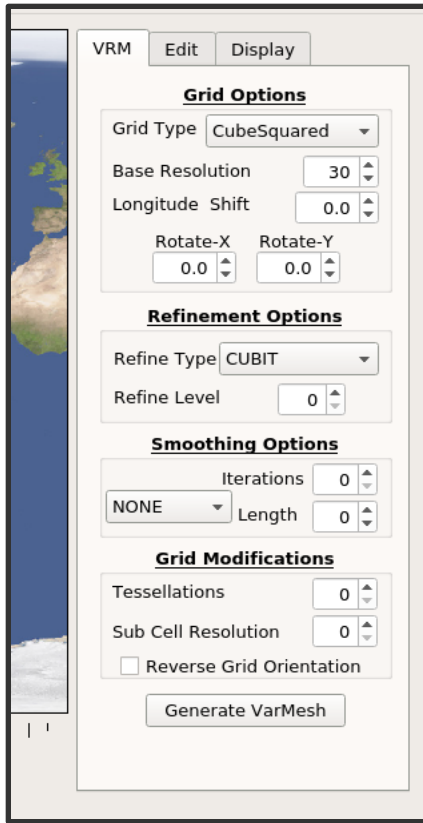 VRM Edit Display
Grid Options
Grid Type CubeSquared
Base Resolution 30
Longitude Shift 0.0
Rotate-X Rotate-Y
0.0 0.0
Refinement Options
Refine Type CUBIT
Refine Level 0
Smoothing Options
Iterations 0
NONE Length 0
Grid Modifications
Tessellations 0
Sub Cell Resolution 0
Reverse Grid Orientation
Generate VarMesh